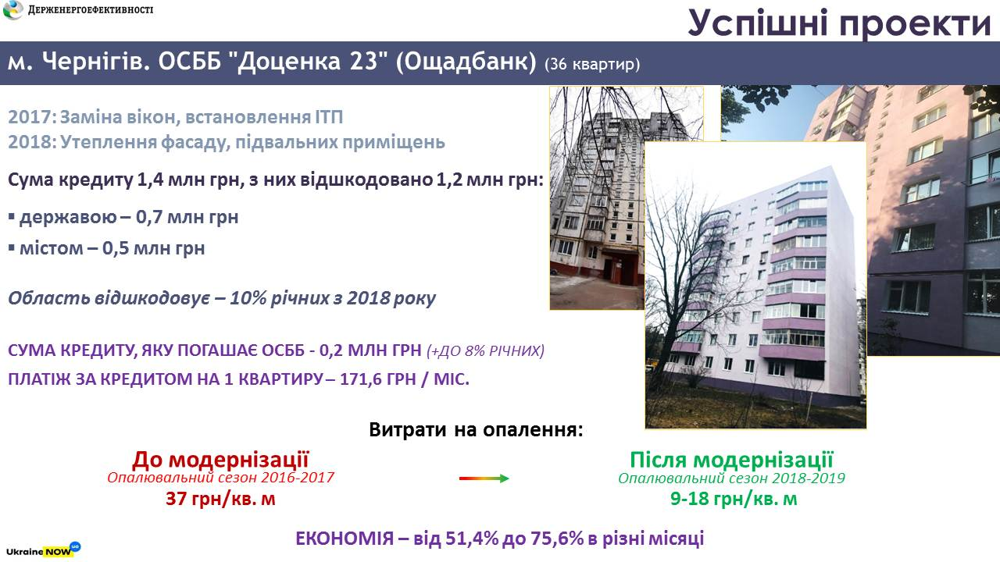 ДЕРЖЕНЕРГОЕФЕКТИВНОСТІ
Успішні проекти
м. Чернігів. ОСББ "Доценка 23" (Ощадбанк) (36 квартир)
2017: Заміна вікон, встановлення ІТП
2018: Утеплення фасаду, підвальних приміщень
Сума кредиту 1,4 млн грн, з них відшкодовано 1,2 млн грн:
▪ державою – 0,7 млн грн
▪ містом – 0,5 млн грн
Область відшкодовує – 10% річних з 2018 року
СУМА КРЕДИТУ, ЯКУ ПОГАШАЄ ОСББ - 0,2 МЛН ГРН (+ДО 8% РІЧНИХ)
ПЛАТІЖ ЗА КРЕДИТОМ НА 1 КВАРТИРУ – 171,6 ГРН / МІС.
Витрати на опалення:
До модернізації
Опалювальний сезон 2016-2017
37 грн/кв. м
Після модернізації
Опалювальний сезон 2018-2019
9-18 грн/кв. м
ЕКОНОМІЯ – від 51,4% до 75,6% в різні місяці
Ukraine NOW ua